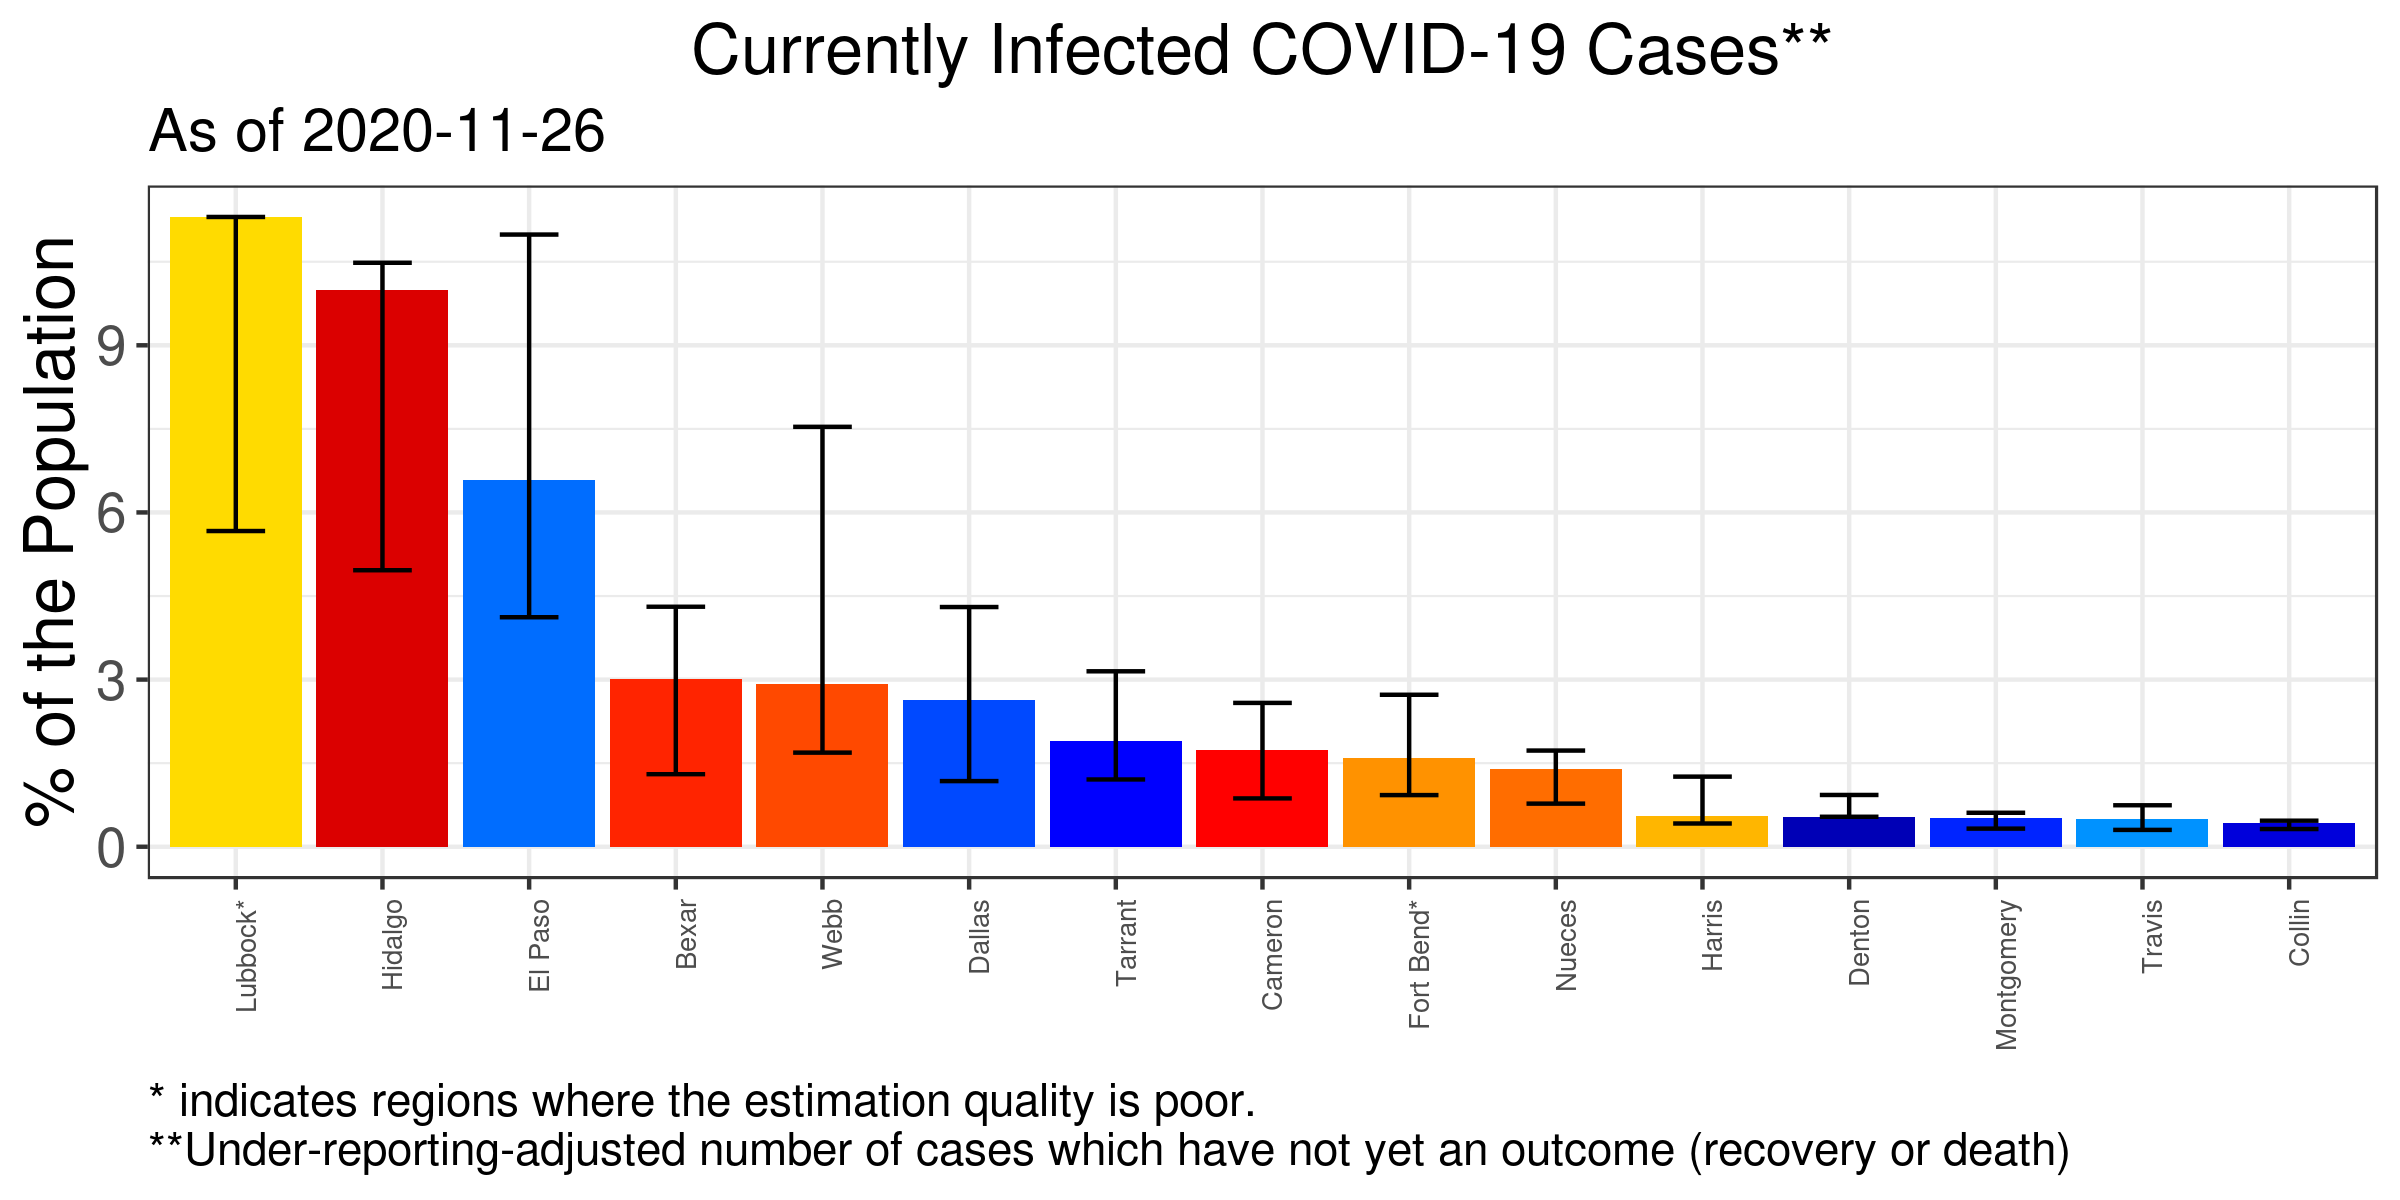 Currently Infected COVID-19 Cases**
As of 2020-11-26
% of the Population
9
6
3
0
Lubbock*
Hidalgo
El Paso
Bexar
Webb
Dallas
Tarrant
Cameron
Fort Bend*
Nueces
Harris
Denton
Montgomery
Travis
Collin
* indicates regions where the estimation quality is poor.
**Under-reporting-adjusted number of cases which have not yet an outcome (recovery or death)